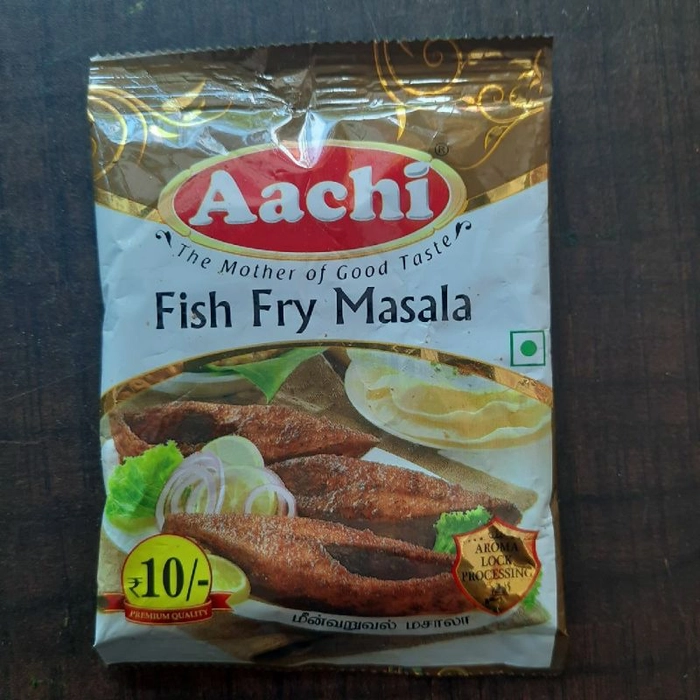 Aachi®
The Mother of Good Taste
Fish Fry Masala
₹10/-
PREMIUM QUALITY
AROMA
LOCK
PROCESSING
மீன்வறுவல் மசாலா